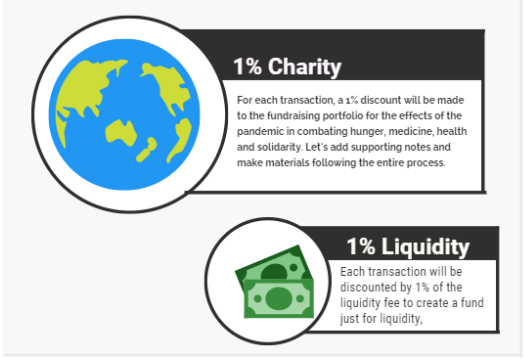 1% Charity
For each transaction, a 1% discount will be made
to the fundraising portfolio for the effects of the
pandemic in combating hunger, medicine, health
and solidarity. Let's add supporting notes and
make materials following the entire process.
1% Liquidity
Each transaction will be
discounted by 1% of the
liquidity fee to create a fund
just for liquidity,